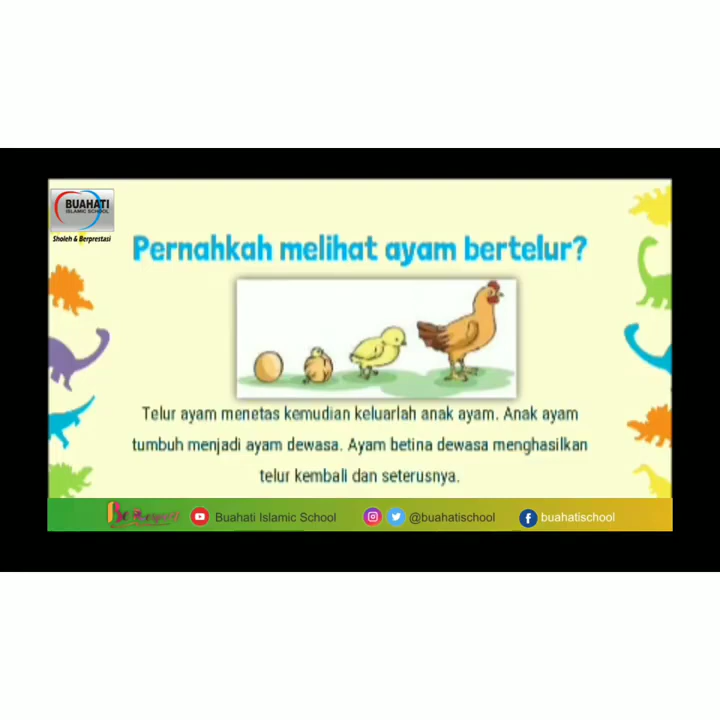 BUAHATI
ISLAMIC SCHOOL
Sholeh & Berprestasi
Pernahkah melihat ayam bertelur?
Telur ayam menetas kemudian keluarlah anak ayam. Anak ayam
tumbuh menjadi ayam dewasa. Ayam betina dewasa menghasilkan
telur kembali dan seterusnya.
Be Buahati Islamic School @buahatischool buahatischool